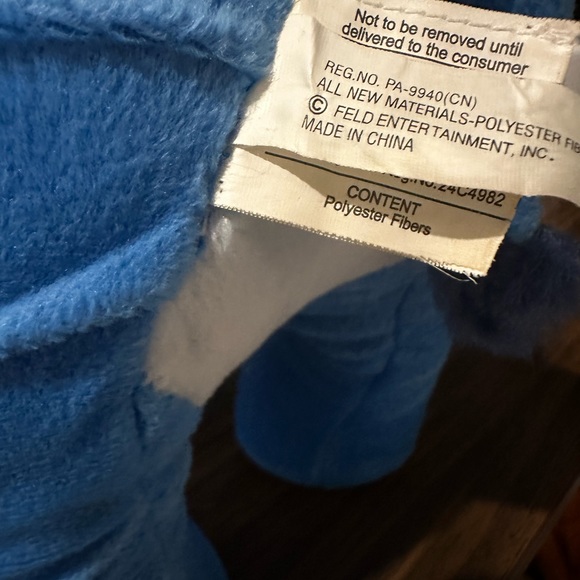 Not to be removed until
delivered to the consumer
REG.NO. PA-9940(CN)
ALL NEW MATERIALS-POLYESTER
© FELD ENTERTAINMENT, INC.
MADE IN CHINA
24C4982
CONTENT
Polyester Fibers